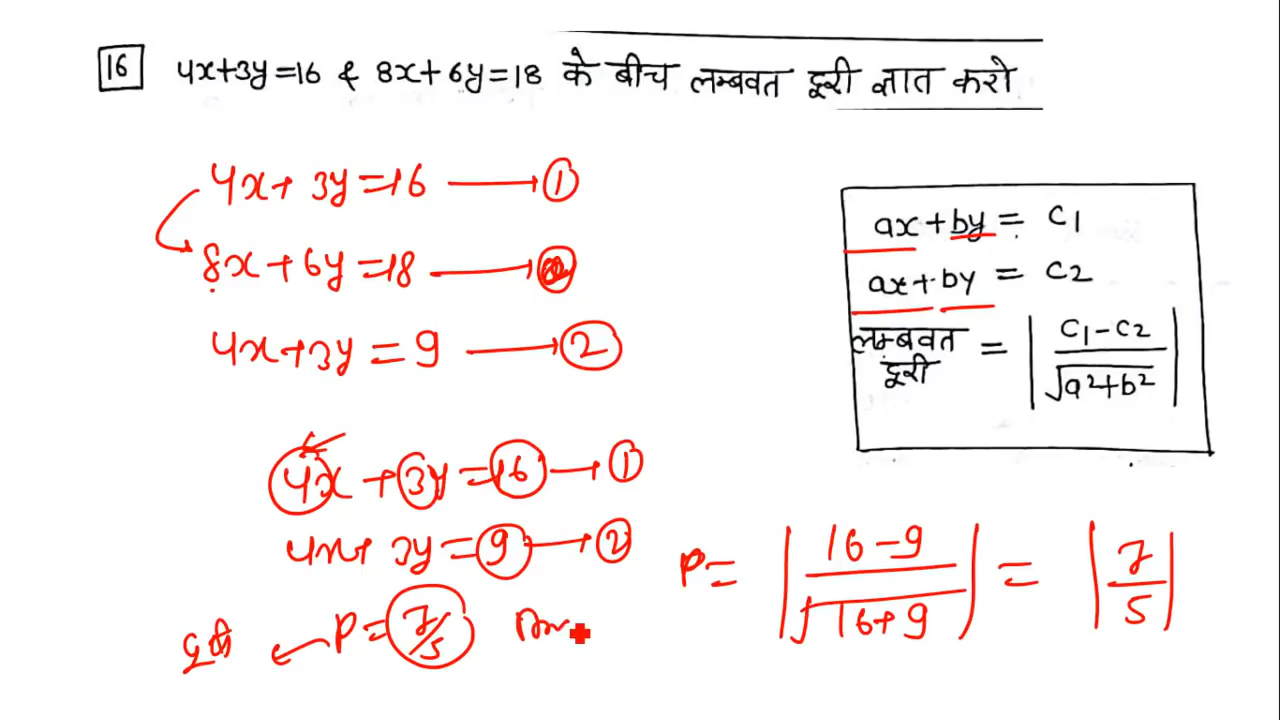 16 4x+3y=16 & 8x+6y=18 के बीच लम्बवत दूरी ज्ञात करो
4x+3y=16 ① 
8x+6y=18
4x+3y=9 ②
ax+by=c1
ax+by=c2
लम्बवत दूरी = |c1-c2/√a²+b²|
4x+3y=16 ①
4x+3y=9 ②
P=|16-9/√16+9|=|7/5|
दूरी P=7/5